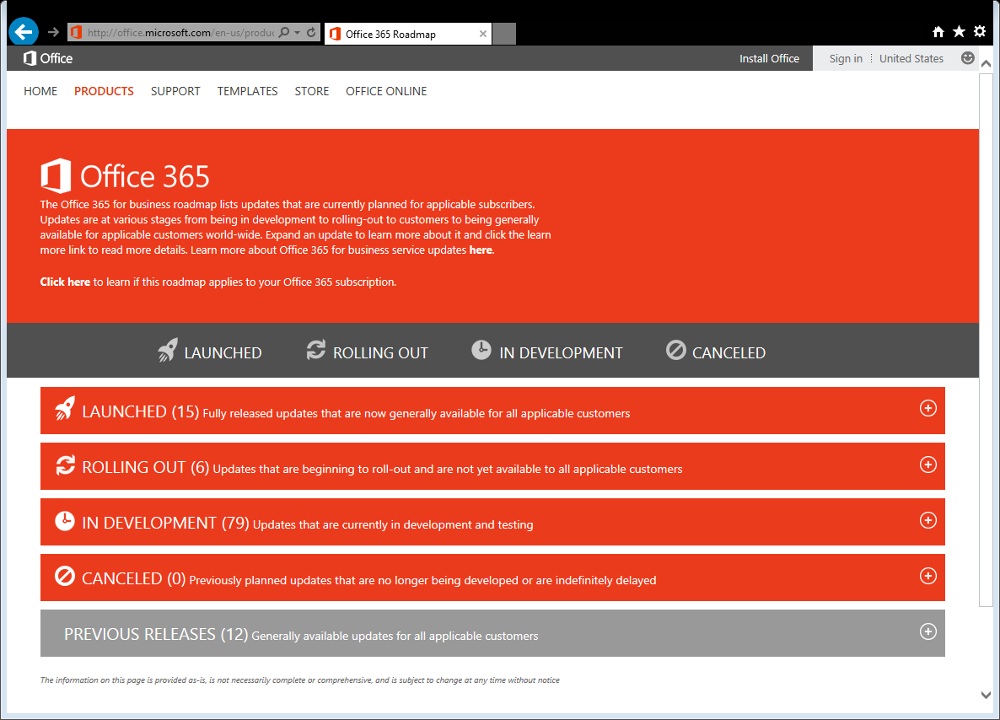 http://office.microsoft.com/en-us/produc
Office 365 Roadmap
Office
Install Office
Sign in
United States
HOME
PRODUCTS
SUPPORT
TEMPLATES
STORE
OFFICE ONLINE
Office 365
The Office 365 for business roadmap lists updates that are currently planned for applicable subscribers.
Updates are at various stages from being in development to rolling-out to customers to being generally
available for applicable customers world-wide. Expand an update to learn more about it and click the learn
more link to read more details. Learn more about Office 365 for business service updates here.
Click here to learn if this roadmap applies to your Office 365 subscription.
LAUNCHED
ROLLING OUT
IN DEVELOPMENT
CANCELED
LAUNCHED (15) Fully released updates that are now generally available for all applicable customers
ROLLING OUT (6) Updates that are beginning to roll-out and are not yet available to all applicable customers
IN DEVELOPMENT (79) Updates that are currently in development and testing
CANCELED (0) Previously planned updates that are no longer being developed or are indefinitely delayed
PREVIOUS RELEASES (12) Generally available updates for all applicable customers
The information on this page is provided as-is, is not necessarily complete or comprehensive, and is subject to change at any time without notice